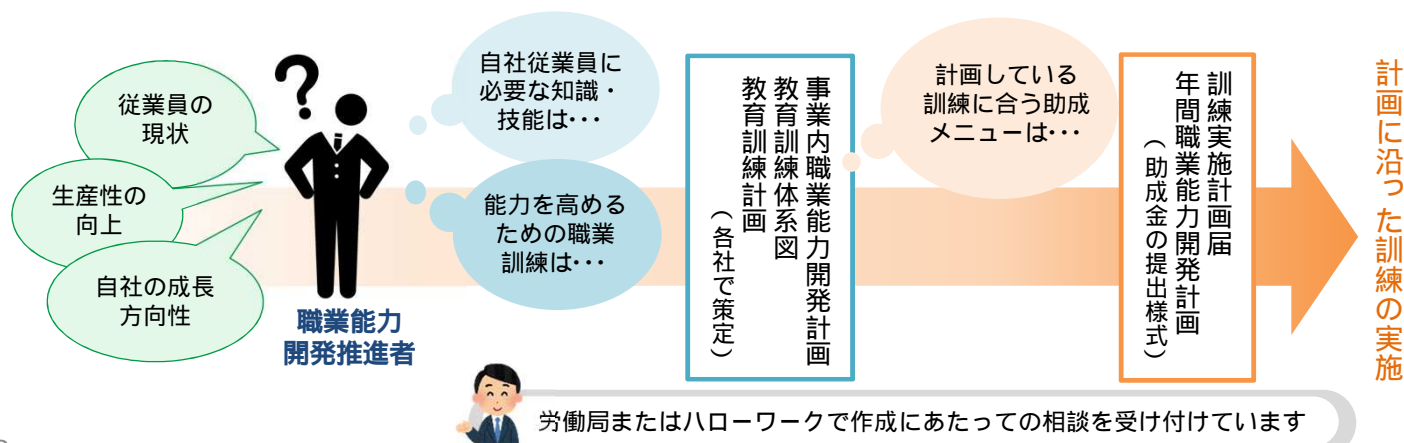 従業員の
現状
生産性の
向上
自社の成長
方向性
?
職業能力
開発推進者
自社従業員に
必要な知識・
技能は・・・
能力を高める
ための職業
訓練は・・・
事業内職業能力開発計画
教育訓練体系図
教育訓練計画
（各社で策定）
計画している
訓練に合う助成
メニューは・・・
訓練実施計画届
年間職業能力開発計画
（助成金の提出様式）
計画に沿った訓練の実施
労働局またはハローワークで作成にあたっての相談を受け付けています